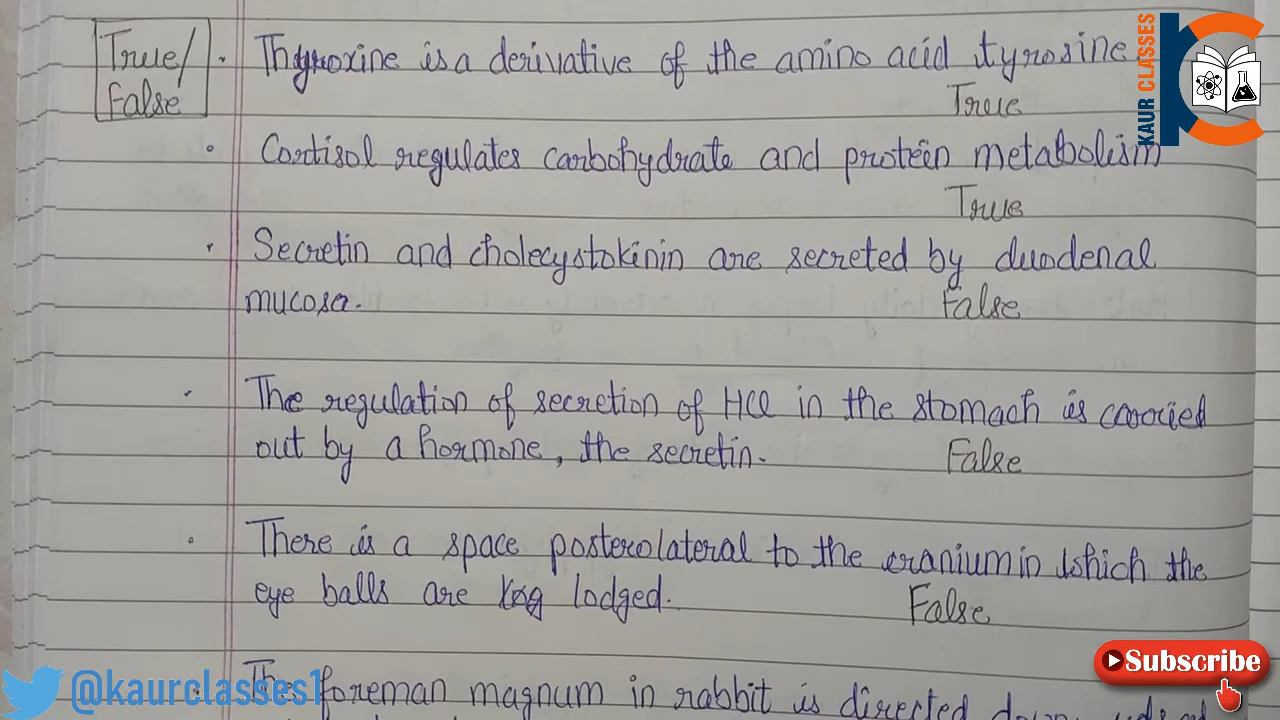 True/
False
Thyroxine is a derivative of the amino acid tyrosine
True
Cortisol regulates carbohydrate and protein metabolism
True
Secretin and cholecystokinin are secreted by duodenal
mucosa.
False
The regulation of secretion of HCl in the stomach is carried
out by a hormone, the secretin.
False
There is a space posterolateral to the cranium in which the
eye balls are lodged.
False
The foreman magnum in rabbit is directed
KAUR CLASSES
@kaurclasses1
Subscribe